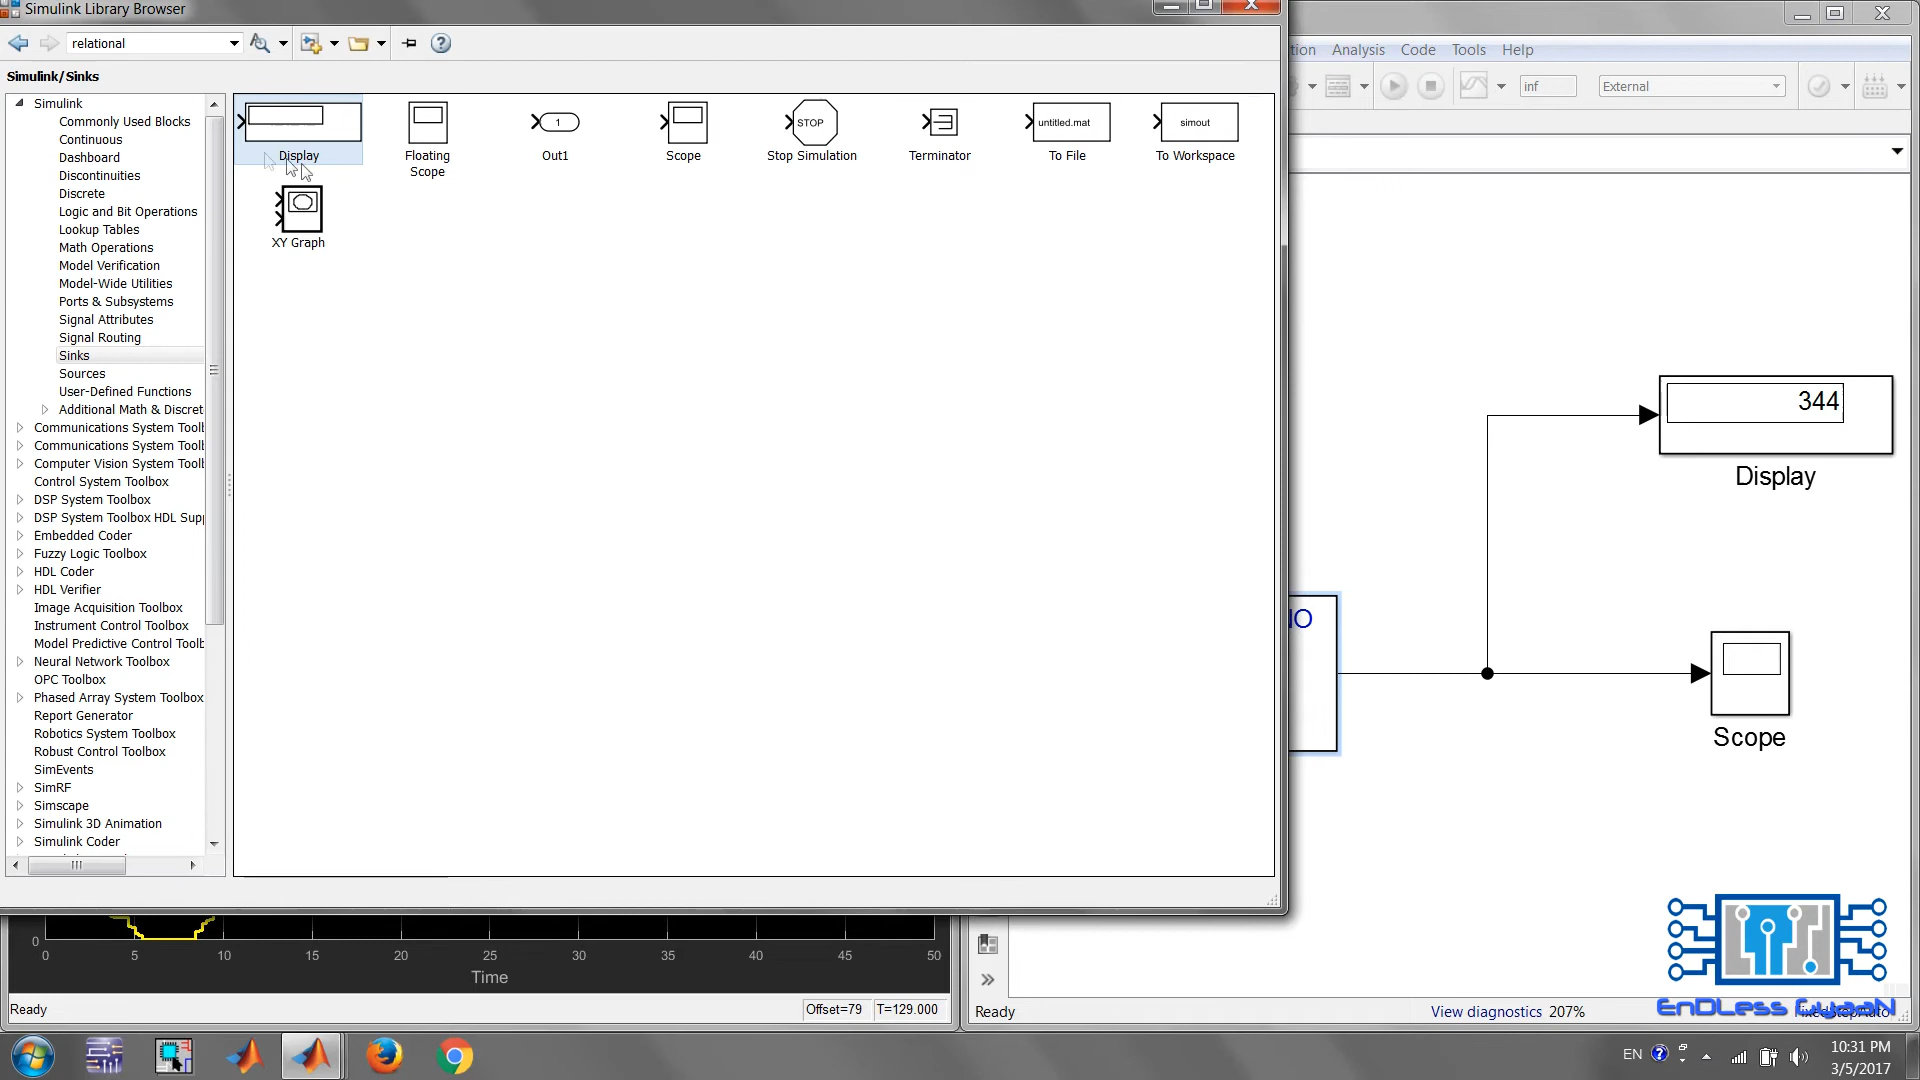 Simulink Library Browser
relational
Simulink/Sinks
Simulink
Commonly Used Blocks
Continuous
Dashboard
Discontinuities
Discrete
Logic and Bit Operations
Lookup Tables
Math Operations
Model Verification
Model-Wide Utilities
Ports & Subsystems
Signal Attributes
Signal Routing
Sinks
Sources
User-Defined Functions
Additional Math & Discret
Communications System Tool
Communications System Tool
Computer Vision System Tool
Control System Toolbox
DSP System Toolbox
DSP System Toolbox HDL Sup
Embedded Coder
Fuzzy Logic Toolbox
HDL Coder
HDL Verifier
Image Acquisition Toolbox
Instrument Control Toolbox
Model Predictive Control Tool
Neural Network Toolbox
OPC Toolbox
Phased Array System Toolbox
Report Generator
Robotics System Toolbox
Robust Control Toolbox
SimEvents
SimRF
Simscape
Simulink 3D Animation
Simulink Coder
Display
Floating
Scope
1
Out1
Scope
STOP
Stop Simulation
Terminator
untitled.mat
To File
simout
To Workspace
XY Graph
tion Analysis Code Tools Help
inf
External
344
Display
Scope
0
0 5 10 15 20 25 30 35 40 45 50
Time
Ready
Offset=79 T=129.000
Ready
View diagnostics 207%
EnDLess GyaaN
EN
10:31 PM
3/5/2017